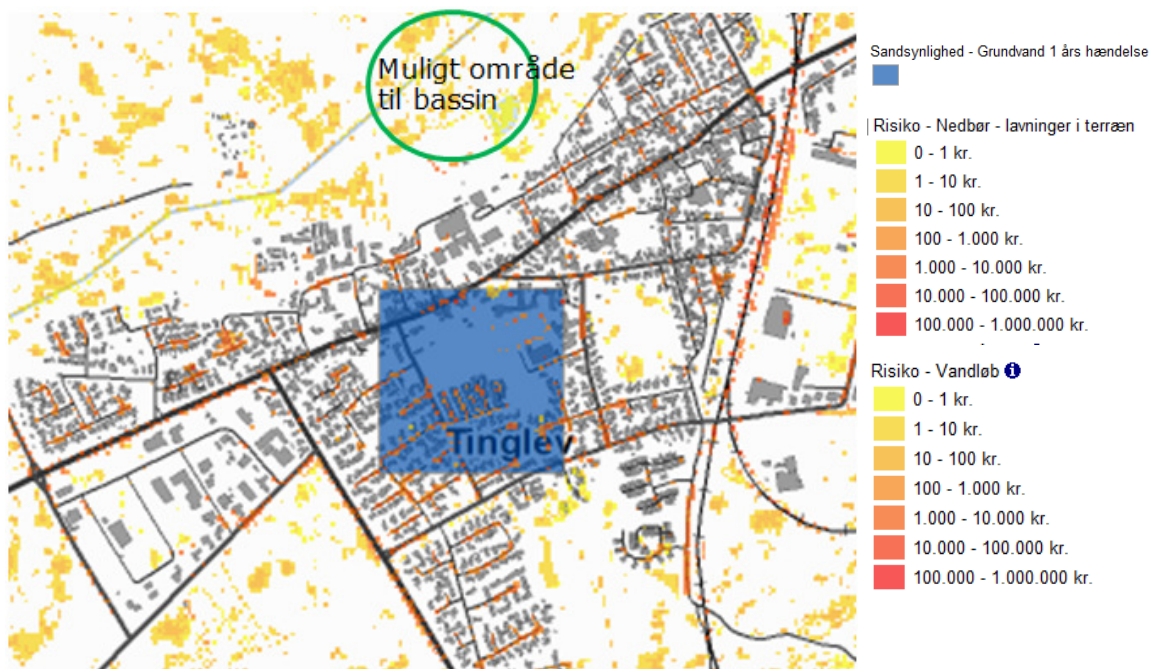 Muligt område
til bassin
Tinglev
Sandsynlighed - Grundvand 1 års hændelse
Risiko - Nedbør - lavninger i terræn
0 - 1 kr.
1 - 10 kr.
10 - 100 kr.
100 - 1.000 kr.
1.000 - 10.000 kr.
10.000 - 100.000 kr.
100.000 - 1.000.000 kr.
Risiko - Vandløb i
0 - 1 kr.
1 - 10 kr.
10 - 100 kr.
100 - 1.000 kr.
1.000 - 10.000 kr.
10.000 - 100.000 kr.
100.000 - 1.000.000 kr.